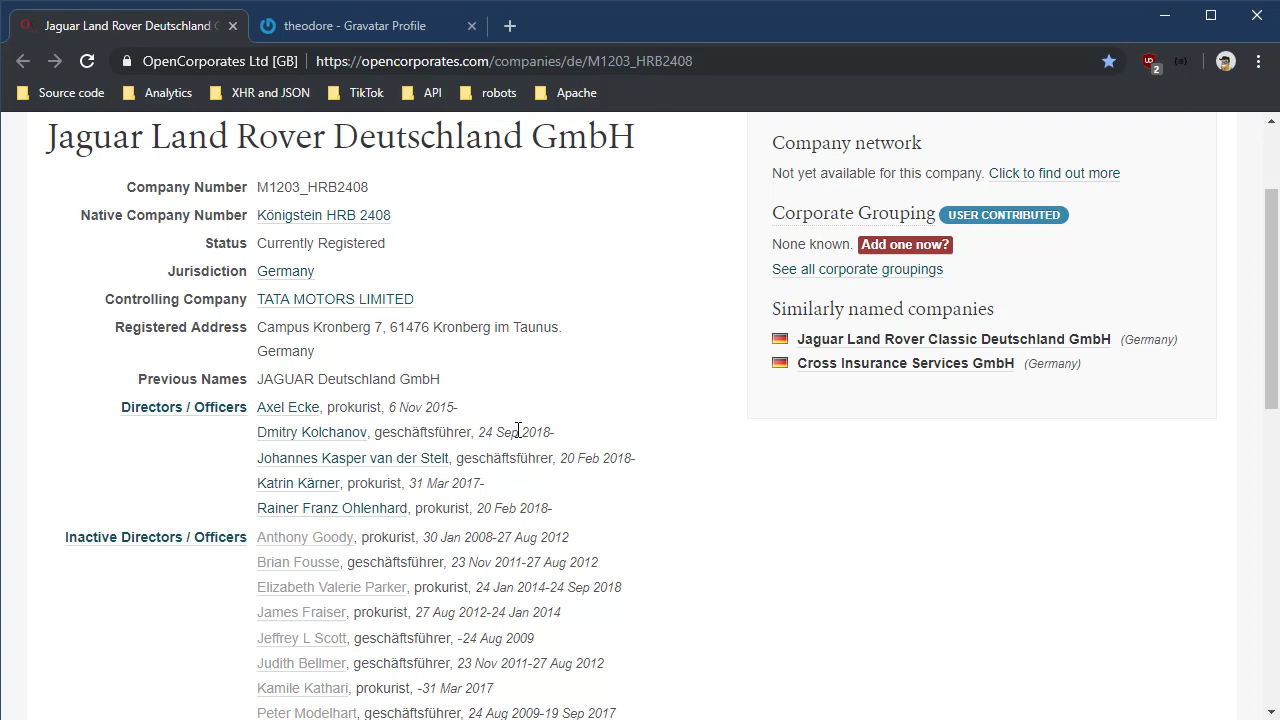 Jaguar Land Rover Deutschland G
theodore - Gravatar Profile
OpenCorporates Ltd [GB] | https://opencorporates.com/companies/de/M1203_HRB2408
2
Source code Analytics XHR and JSON TikTok API robots Apache
Jaguar Land Rover Deutschland GmbH
Company Number M1203_HRB2408
Native Company Number Königstein HRB 2408
Status Currently Registered
Jurisdiction Germany
Controlling Company TATA MOTORS LIMITED
Registered Address Campus Kronberg 7, 61476 Kronberg im Taunus.
Germany
Previous Names JAGUAR Deutschland GmbH
Directors / Officers Axel Ecke, prokurist, 6 Nov 2015-
Dmitry Kolchanov, geschäftsführer, 24 Sep 2018-
Johannes Kasper van der Stelt, geschäftsführer, 20 Feb 2018-
Katrin Kärner, prokurist, 31 Mar 2017-
Rainer Franz Ohlenhard, prokurist, 20 Feb 2018-
Inactive Directors / Officers Anthony Goody, prokurist, 30 Jan 2008-27 Aug 2012
Brian Fousse, geschäftsführer, 23 Nov 2011-27 Aug 2012
Elizabeth Valerie Parker, prokurist, 24 Jan 2014-24 Sep 2018
James Fraiser, prokurist, 27 Aug 2012-24 Jan 2014
Jeffrey L Scott, geschäftsführer, -24 Aug 2009
Judith Bellmer, geschäftsführer, 23 Nov 2011-27 Aug 2012
Kamile Kathari, prokurist, -31 Mar 2017
Peter Modelhart, geschäftsführer, 24 Aug 2009-19 Sep 2017
Company network
Not yet available for this company. Click to find out more
Corporate Grouping USER CONTRIBUTED
None known. Add one now?
See all corporate groupings
Similarly named companies
Jaguar Land Rover Classic Deutschland GmbH (Germany)
Cross Insurance Services GmbH (Germany)